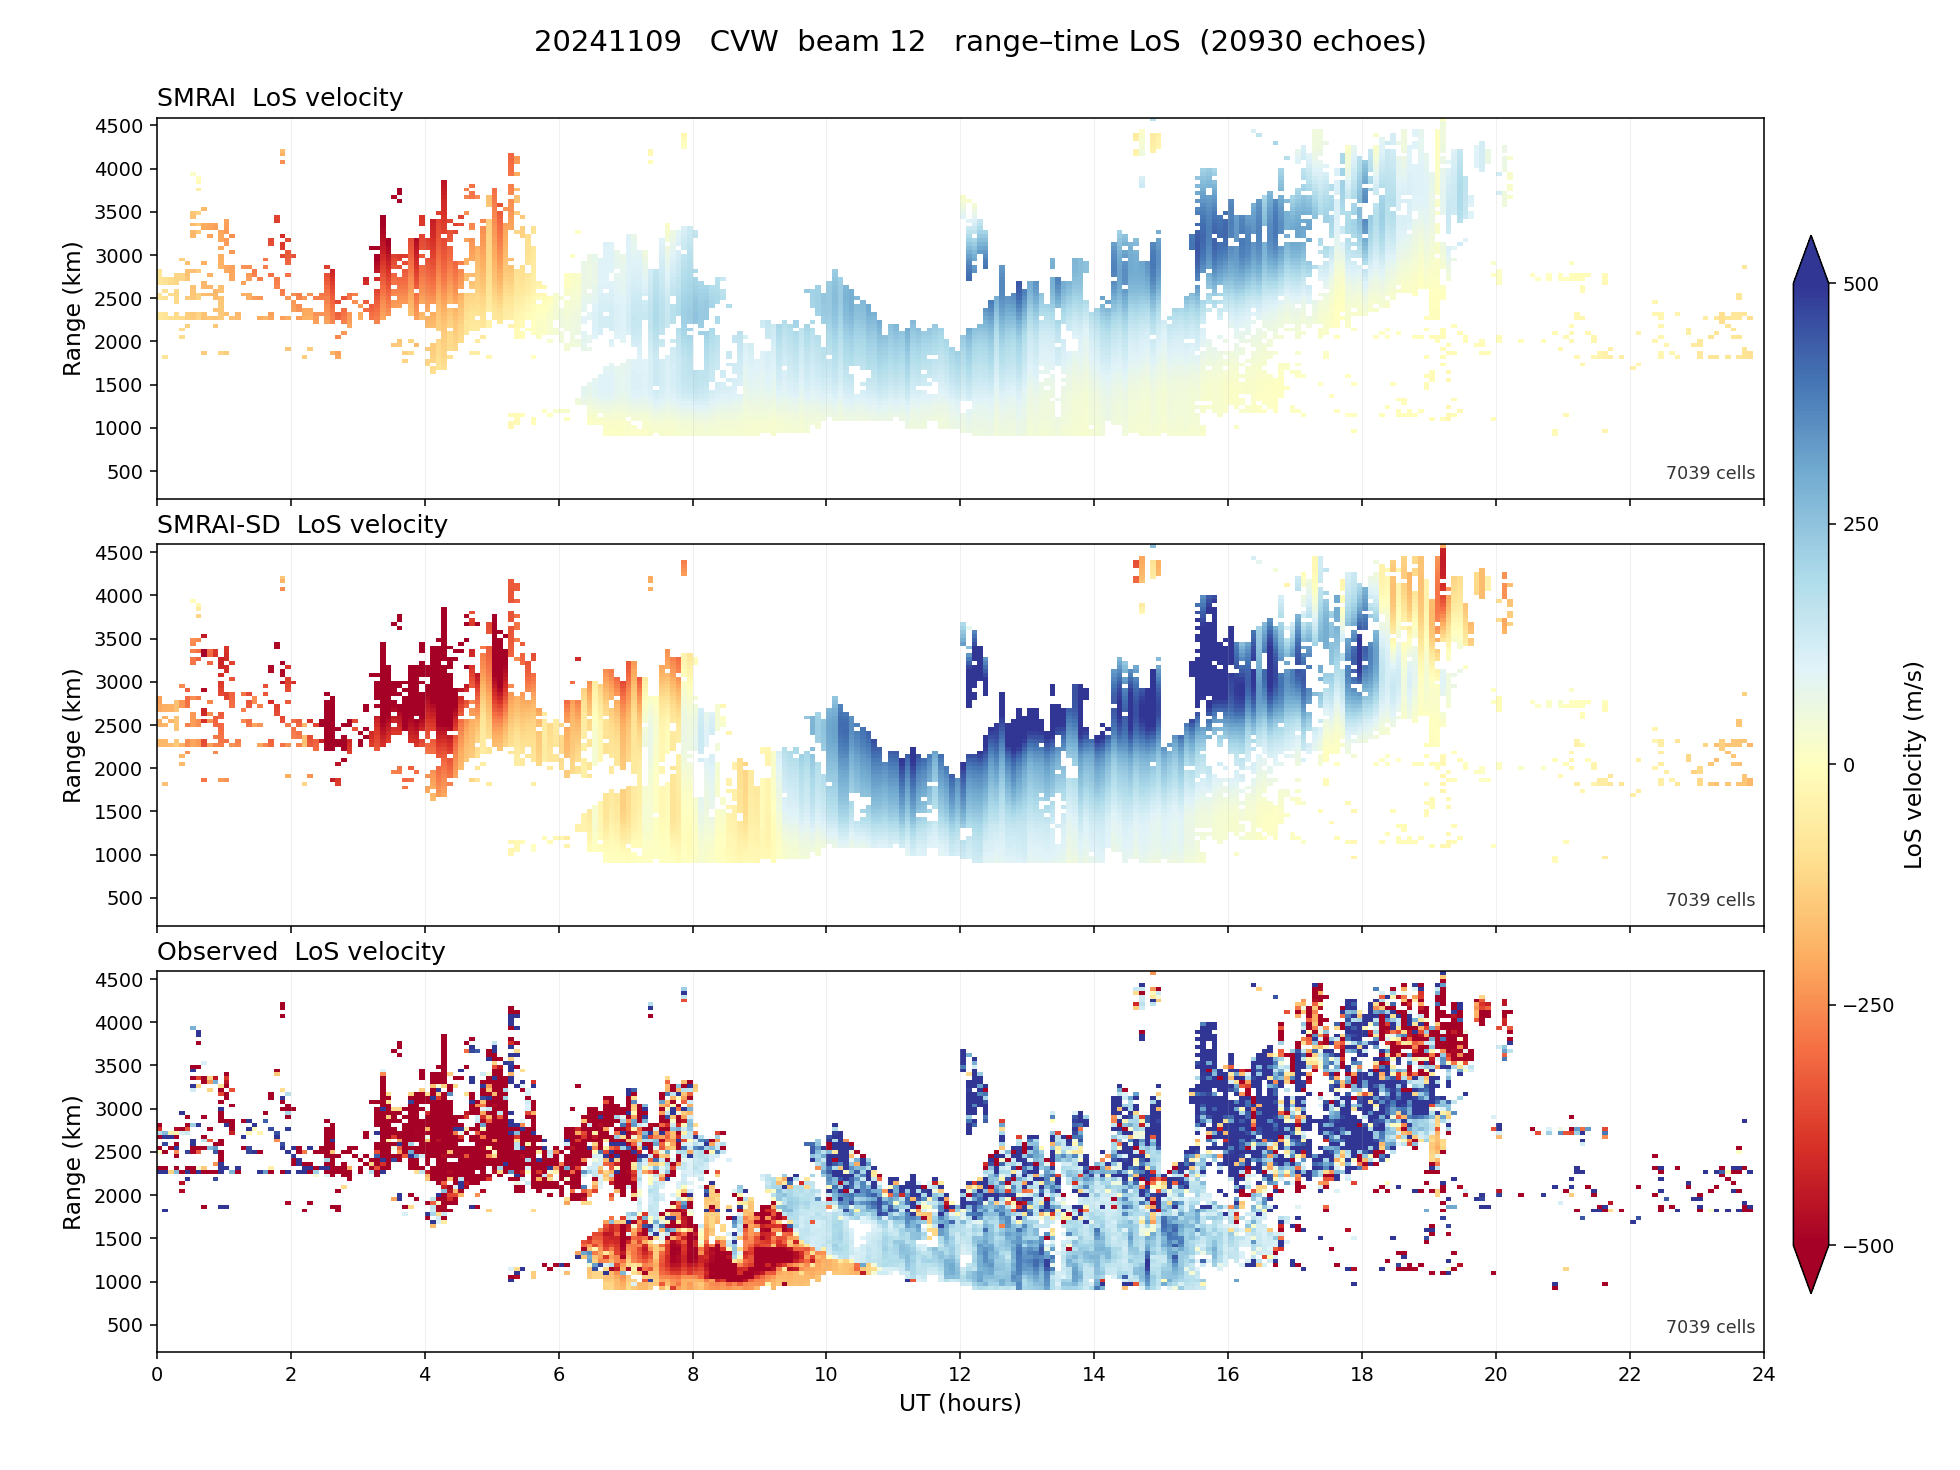 20241109 CVW beam 12 range–time LoS (20930 echoes)
SMRAI LoS velocity
4500
4000
3500
3000
2500
2000
1500
1000
500
Range (km)
7039 cells
SMRAI-SD LoS velocity
4500
4000
3500
3000
2500
2000
1500
1000
500
Range (km)
7039 cells
Observed LoS velocity
4500
4000
3500
3000
2500
2000
1500
1000
500
Range (km)
7039 cells
0 2 4 6 8 10 12 14 16 18 20 22 24
UT (hours)
500
250
0
−250
−500
LoS velocity (m/s)